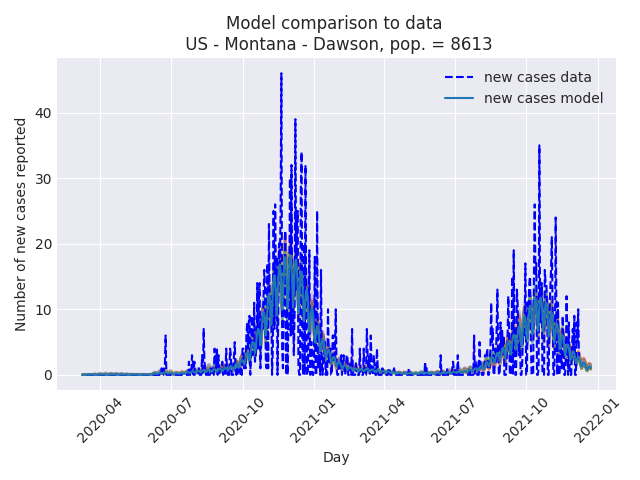 Model comparison to data
US - Montana - Dawson, pop. = 8613
new cases data
new cases model
Number of new cases reported
40
30
20
10
0
2020-04
2020-07
2020-10
2021-01
2021-04
2021-07
2021-10
2022-01
Day